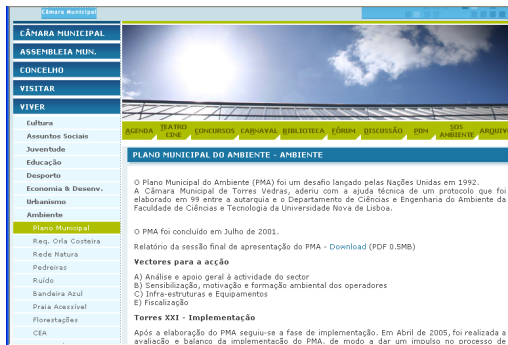 Câmara Municipal
CÂMARA MUNICIPAL
ASSEMBLEIA MUN.
CONCELHO
VISITAR
VIVER
Cultura
Assuntos Sociais
Juventude
Educação
Desporto
Economia & Desenv.
Urbanismo
Ambiente
Plano Municipal
Req. Orla Costeira
Rede Natura
Pedreiras
Ruído
Bandeira Azul
Praia Acessível
Florestações
CEA
AGENDA TEATRO CINE CONCURSOS CARNAVAL BIBLIOTECA FÓRUM DISCUSSÃO PDM SOS AMBIENTE ARQUIV
PLANO MUNICIPAL DO AMBIENTE - AMBIENTE
O Plano Municipal do Ambiente (PMA) foi um desafio lançado pelas Nações Unidas em 1992.
A Câmara Municipal de Torres Vedras, aderiu com a ajuda técnica de um protocolo que foi
elaborado em 99 entre a autarquia e o Departamento de Ciências e Engenharia do Ambiente da
Faculdade de Ciências e Tecnologia da Universidade Nova de Lisboa.
O PMA foi concluído em Julho de 2001.
Relatório da sessão final de apresentação do PMA - Download (PDF 0.5MB)
Vectores para a acção
A) Análise e apoio geral à actividade do sector
B) Sensibilização, motivação e formação ambiental dos operadores
C) Infra-estruturas e Equipamentos
E) Fiscalização
Torres XXI - Implementação
Após a elaboração do PMA seguiu-se a fase de implementação. Em Abril de 2005, foi realizada a
avaliação e balanço da implementação do PMA, de modo a dar um impulso no processo de